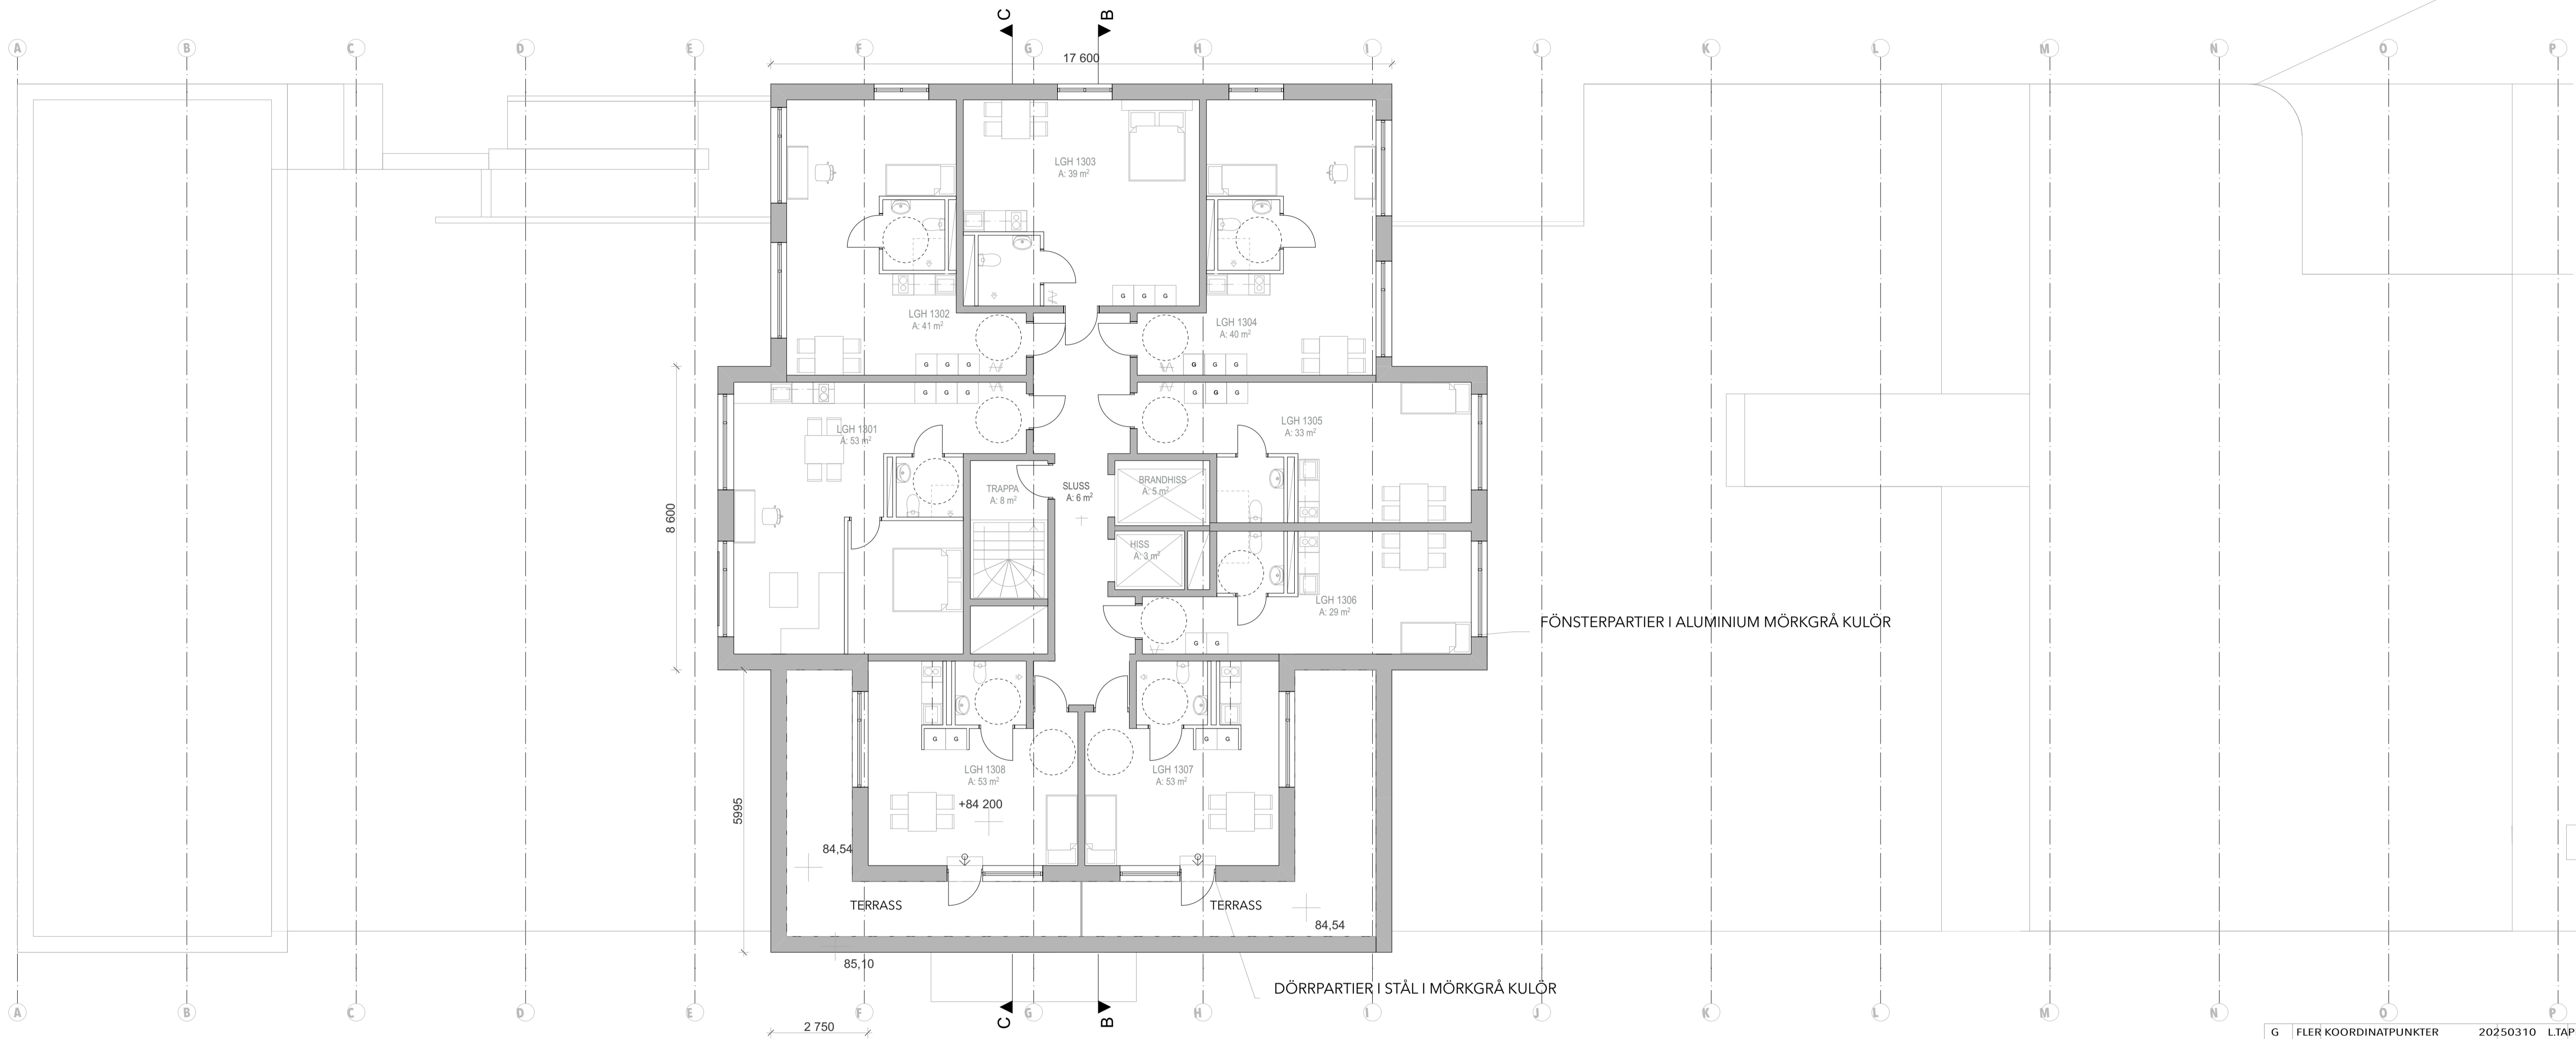 C B
A B C D E F G H I J K L M N O P
17 600
LGH 1303
A: 39 m²
G G G
LGH 1302
A: 41 m²
LGH 1304
A: 40 m²
G G G
G G G
G G G
G G G
LGH 1301
A: 53 m²
LGH 1305
A: 33 m²
TRAPPA
A: 8 m²
SLUSS
A: 6 m²
BRANDHISS
A: 5 m²
8 600
HISS
A: 3 m²
LGH 1306
A: 29 m²
FÖNSTERPARTIER I ALUMINIUM MÖRKGRÅ KULÖR
G G
G G
G G
LGH 1308
A: 53 m²
LGH 1307
A: 53 m²
+84 200
5995
84,54
TERRASS
TERRASS
84,54
85,10
DÖRRPARTIER I STÅL I MÖRKGRÅ KULÖR
A B C D E F G H I J K L M N O P
C B
2 750
G FLER KOORDINATPUNKTER 20250310 L.TAP